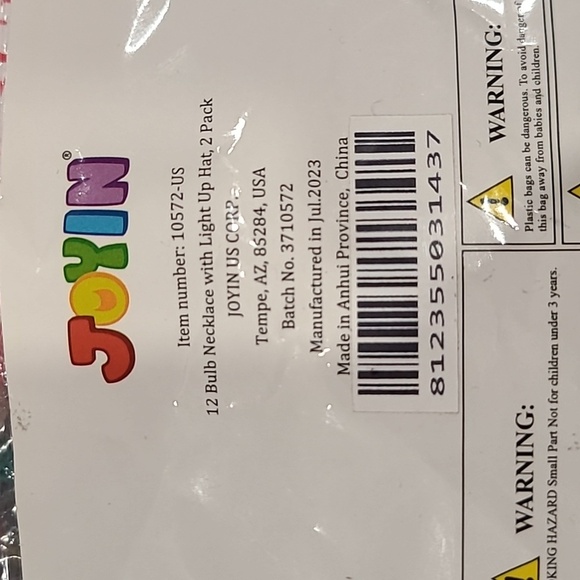 JOYIN®
Item number: 10572-US
12 Bulb Necklace with Light Up Hat, 2 Pack
JOYIN US CORP.
Tempe, AZ, 85284, USA
Batch No. 3710572
Manufactured in Jul.2023
Made in Anhui Province, China
812355031437
WARNING:
KING HAZARD Small Part Not for children under 3 years.
WARNING:
Plastic bags can be dangerous. To avoid danger of
this bag away from babies and children.